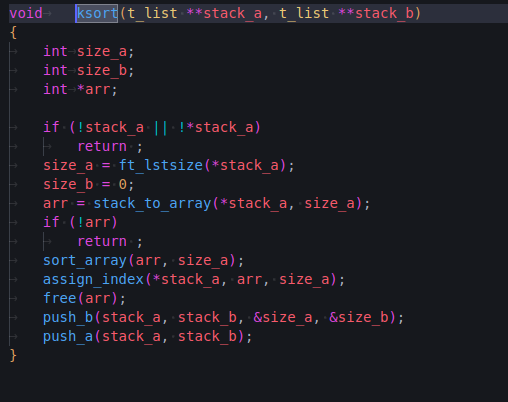 void ksort(t_list **stack_a, t_list **stack_b)
{
int size_a;
int size_b;
int *arr;
if (!stack_a || !*stack_a)
return ;
size_a = ft_lstsize(*stack_a);
size_b = 0;
arr = stack_to_array(*stack_a, size_a);
if (!arr)
return ;
sort_array(arr, size_a);
assign_index(*stack_a, arr, size_a);
free(arr);
push_b(stack_a, stack_b, &size_a, &size_b);
push_a(stack_a, stack_b);
}